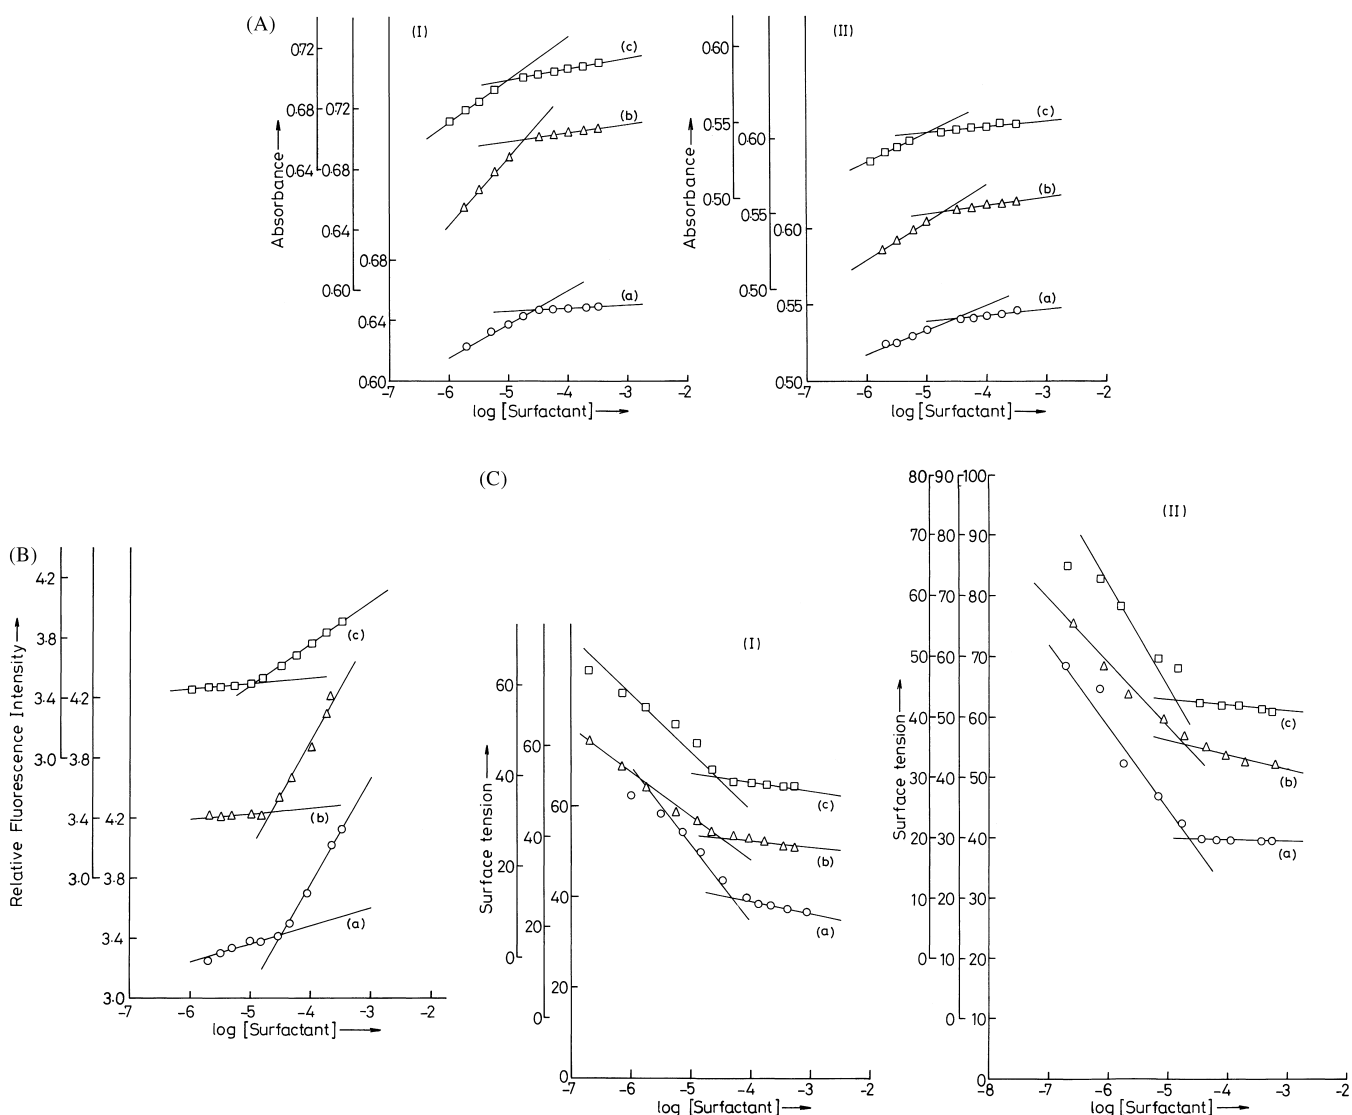 (A)
(I)
(II)
0.72
0.68
0.64
0.72
0.68
0.64
0.60
0.68
0.64
0.60
Absorbance
(c)
(b)
(a)
-7 -6 -5 -4 -3 -2
log [Surfactant]
0.60
0.55
0.50
0.60
0.55
0.50
0.60
0.55
0.50
Absorbance
(c)
(b)
(a)
-7 -6 -5 -4 -3 -2
log [Surfactant]
(B)
4.2
3.8
3.4
3.0
4.2
3.8
3.4
3.0
4.2
3.8
3.4
3.0
Relative Fluorescence Intensity
(c)
(b)
(a)
-7 -6 -5 -4 -3 -2
log [Surfactant]
(C)
(I)
60
40
20
0
60
40
20
0
60
40
20
0
Surface tension
(c)
(b)
(a)
-7 -6 -5 -4 -3 -2
log [Surfactant]
(II)
80 90 100
70 80 90
60 70 80
50 60 70
40 50 60
30 40 50
20 30 40
10 20 30
0 10 20
0 10
0
Surface tension
(c)
(b)
(a)
-8 -7 -6 -5 -4 -3 -2
log [Surfactant]